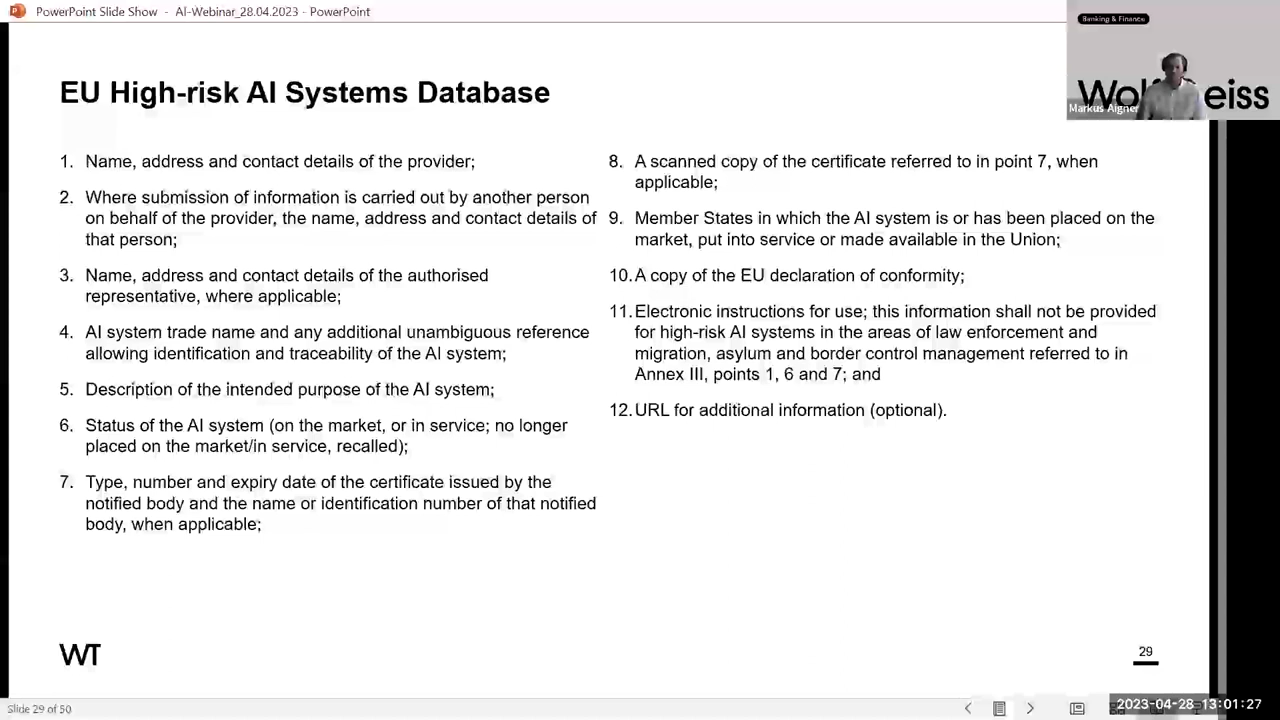 PowerPoint Slide Show - AI-Webinar_28.04.2023 - PowerPoint
Banking & Finance
Markus Aigner
eiss
EU High-risk AI Systems Database
1. Name, address and contact details of the provider;
2. Where submission of information is carried out by another person
on behalf of the provider, the name, address and contact details of
that person;
3. Name, address and contact details of the authorised
representative, where applicable;
4. AI system trade name and any additional unambiguous reference
allowing identification and traceability of the AI system;
5. Description of the intended purpose of the AI system;
6. Status of the AI system (on the market, or in service; no longer
placed on the market/in service, recalled);
7. Type, number and expiry date of the certificate issued by the
notified body and the name or identification number of that notified
body, when applicable;
8. A scanned copy of the certificate referred to in point 7, when
applicable;
9. Member States in which the AI system is or has been placed on the
market, put into service or made available in the Union;
10. A copy of the EU declaration of conformity;
11. Electronic instructions for use; this information shall not be provided
for high-risk AI systems in the areas of law enforcement and
migration, asylum and border control management referred to in
Annex III, points 1, 6 and 7; and
12. URL for additional information (optional).
WT
29
Slide 29 of 50
2023-04-28 13:01:27